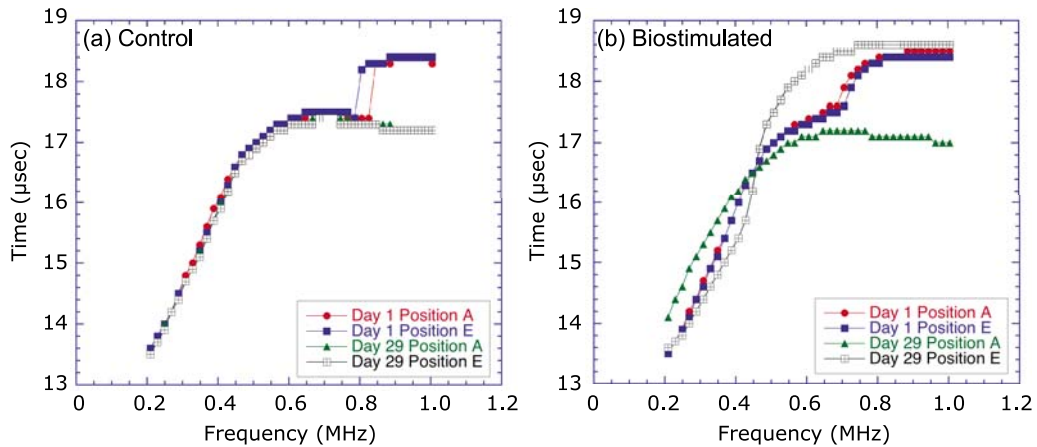 (a) Control
19
18
17
16
15
14
13
Time (μsec)
0 0.2 0.4 0.6 0.8 1.0 1.2
Frequency (MHz)
Day 1 Position A
Day 1 Position E
Day 29 Position A
Day 29 Position E
(b) Biostimulated
19
18
17
16
15
14
13
Time (μsec)
0 0.2 0.4 0.6 0.8 1.0 1.2
Frequency (MHz)
Day 1 Position A
Day 1 Position E
Day 29 Position A
Day 29 Position E